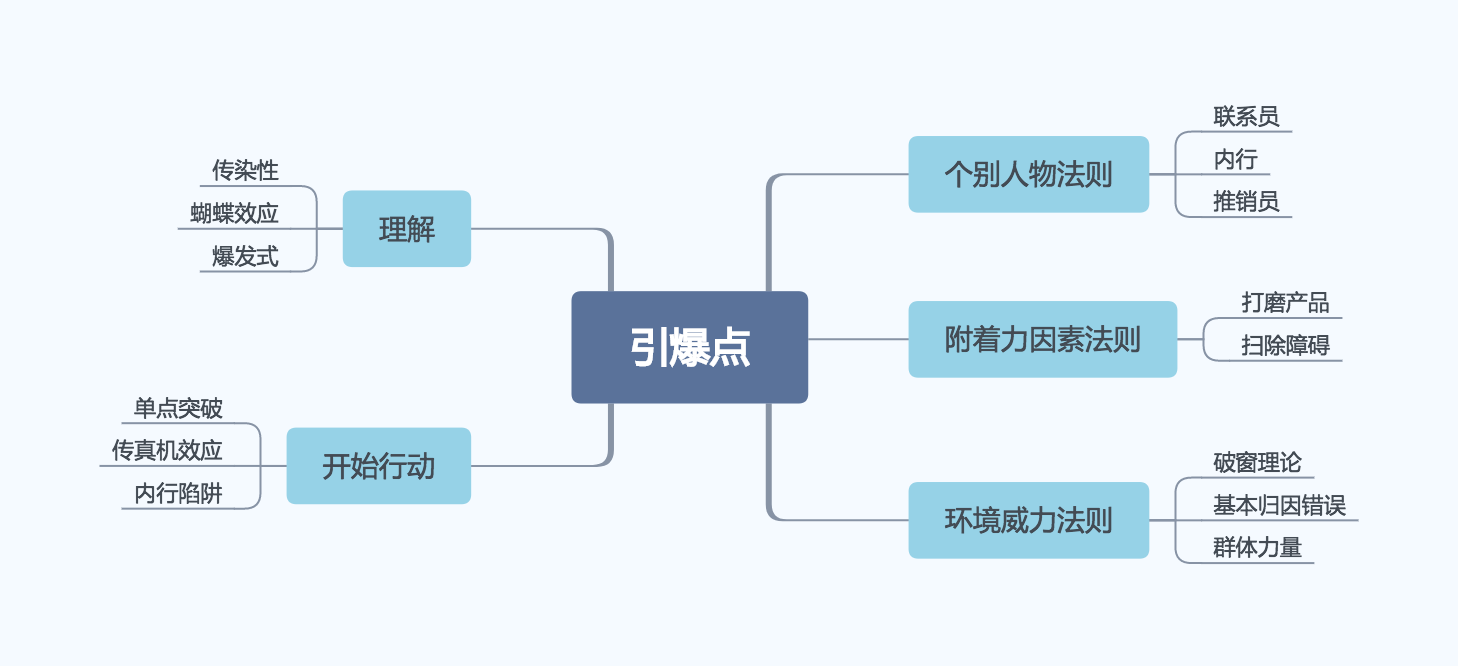 引爆点
个别人物法则
联系员
内行
推销员
附着力因素法则
打磨产品
扫除障碍
环境威力法则
破窗理论
基本归因错误
群体力量
理解
传染性
蝴蝶效应
爆发式
开始行动
单点突破
传真机效应
内行陷阱